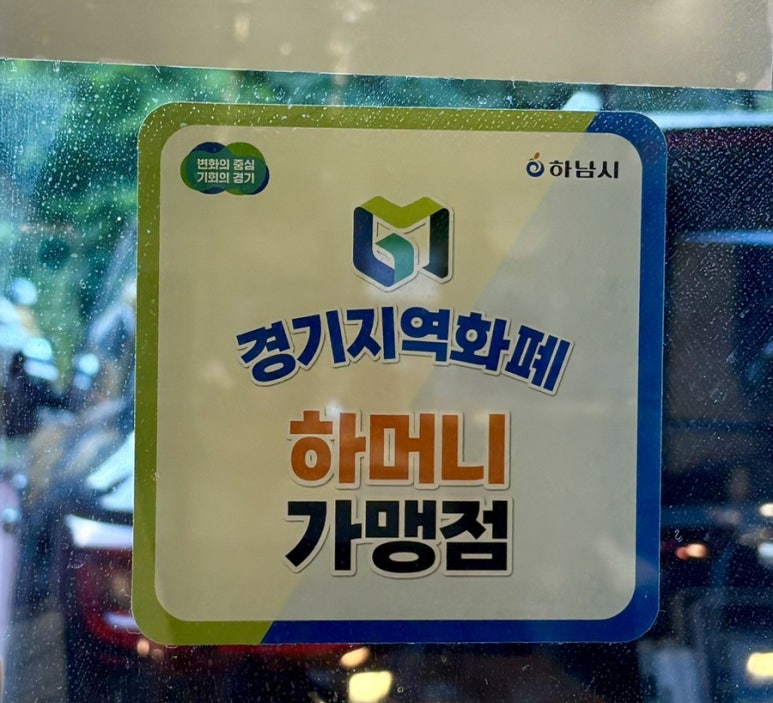 변화의 중심
기회의 경기
하남시
경기지역화폐
하머니
가맹점